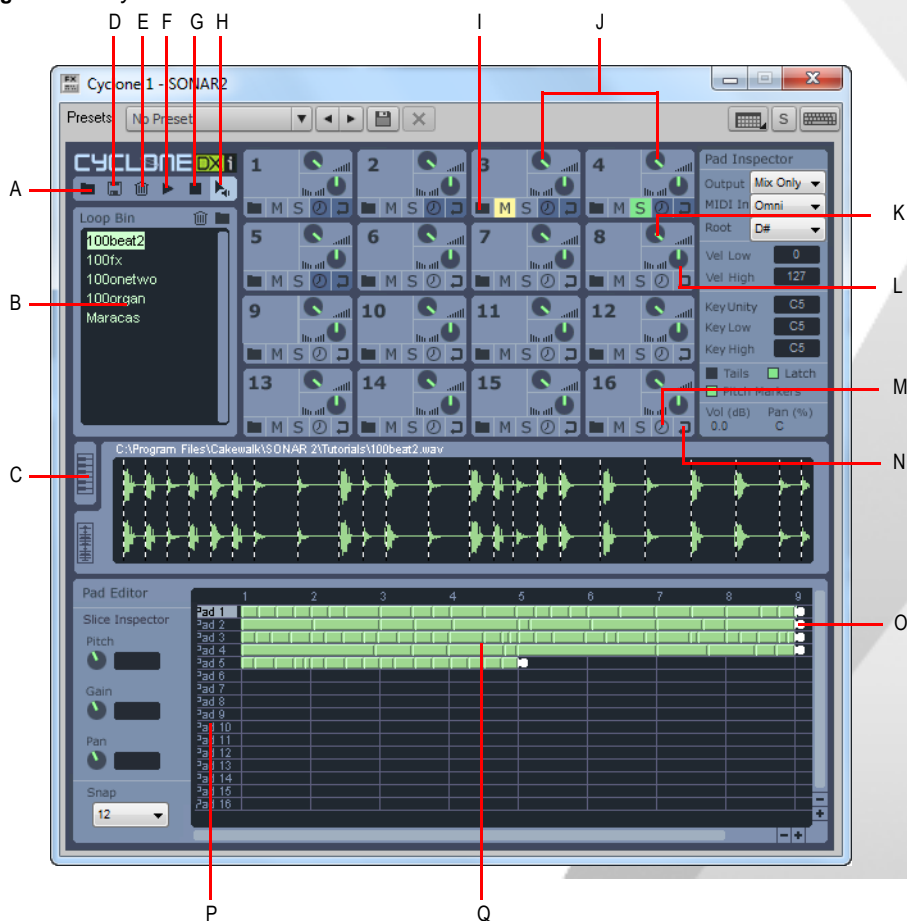 D E F G H I J
Cyclone 1 - SONAR2
Presets No Preset S
CYCLONE DXi
A
Loop Bin
100beat2
100fx
100onetwo
100organ
Maracas
B
1 2 3 4
M S M S M S M S
5 6 7 8
M S M S M S M S
9 10 11 12
M S M S M S M S
13 14 15 16
M S M S M S M S
Pad Inspector
Output Mix Only
MIDI In Omni
Root D#
Vel Low 0
Vel High 127
Key Unity C5
Key Low C5
Key High C5
Tails Latch
Pitch Markers
Vol (dB) Pan (%)
0.0 C
K
L
M
N
C
C:\Program Files\Cakewalk\SONAR 2\Tutorials\100beat2.wav
Pad Editor
Slice Inspector
Pitch
Gain
Pan
Snap
12
1 2 3 4 5 6 7 8 9
Pad 1
Pad 2
Pad 3
Pad 4
Pad 5
Pad 6
Pad 7
Pad 8
Pad 9
Pad 10
Pad 11
Pad 12
Pad 13
Pad 14
Pad 15
Pad 16
O
P Q